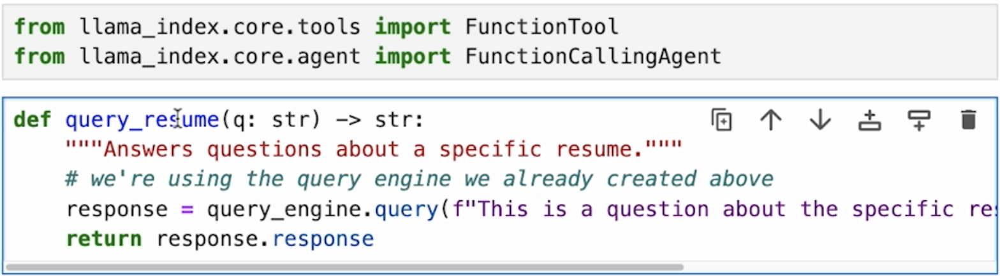 from llama_index.core.tools import FunctionTool
from llama_index.core.agent import FunctionCallingAgent
def query_resume(q: str) -> str:
    """Answers questions about a specific resume."""
    # we're using the query engine we already created above
    response = query_engine.query(f"This is a question about the specific
    return response.response